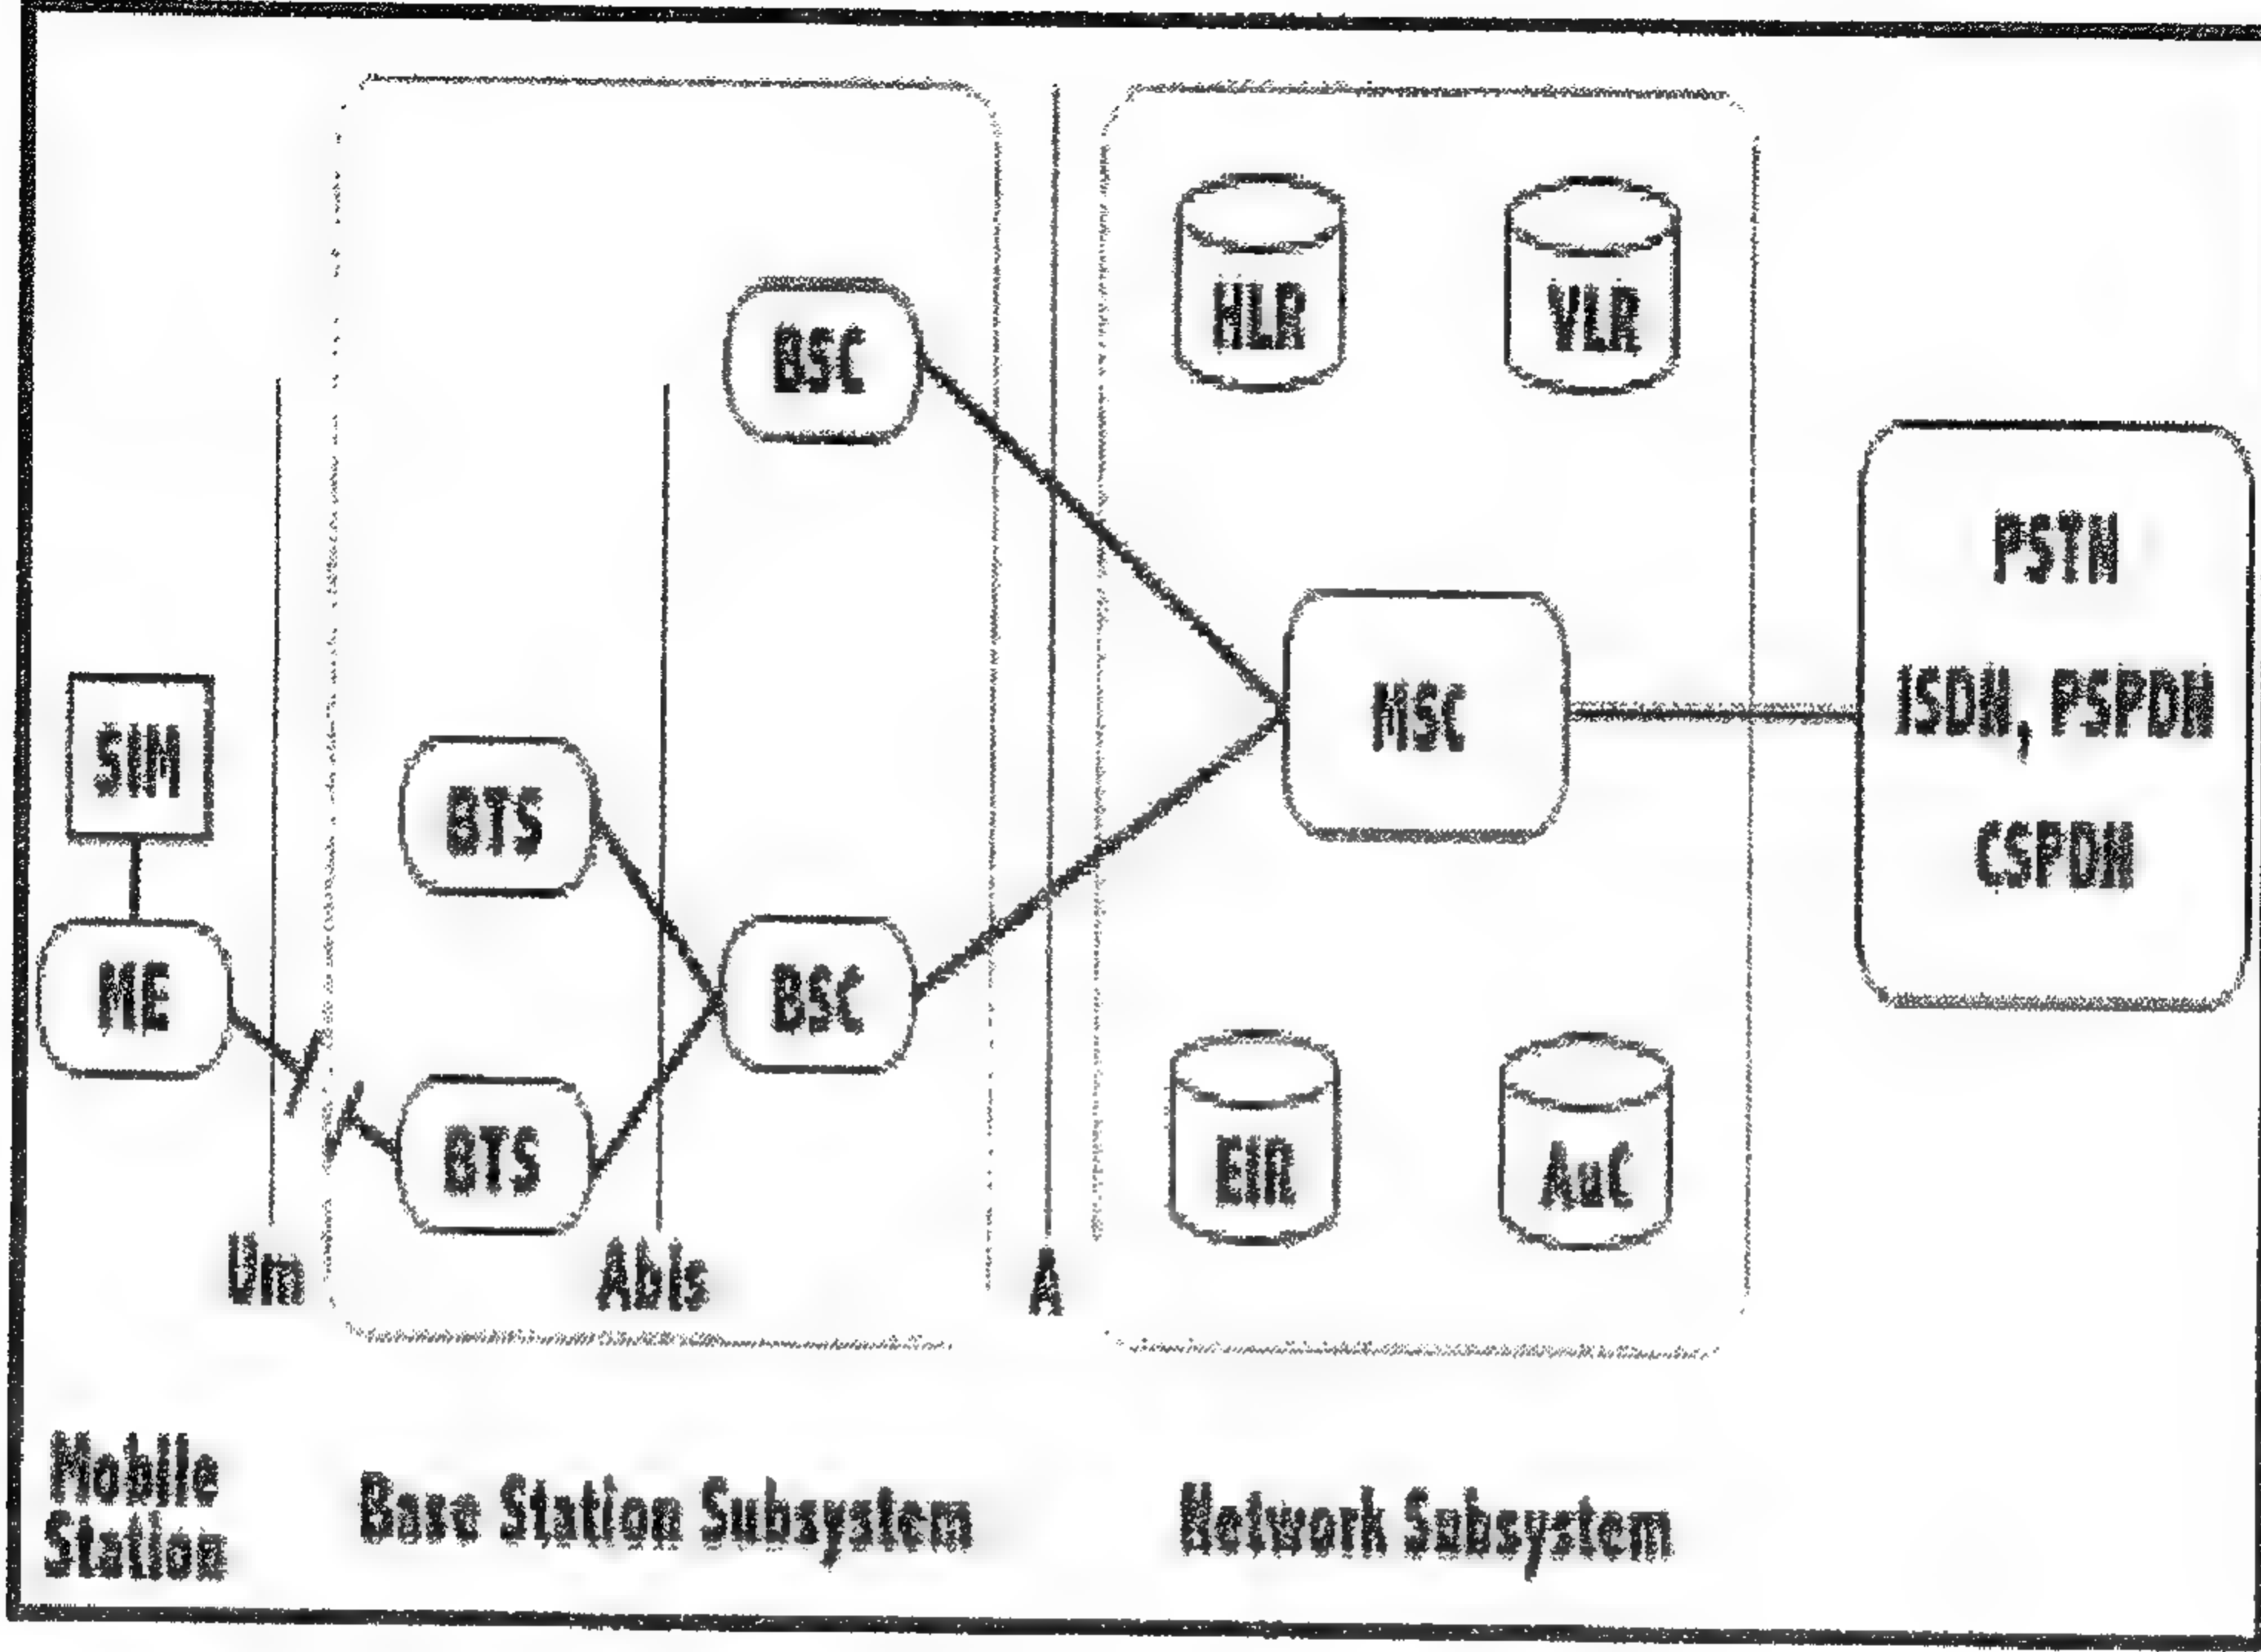 HLR
VLR
BSC
PSTN
ISDN, PSPDN
CSPDN
MSC
SIM
BTS
ME
BSC
BTS
EIR
AuC
Um
Abis
A
Mobile
Station
Base Station Subsystem
Network Subsystem